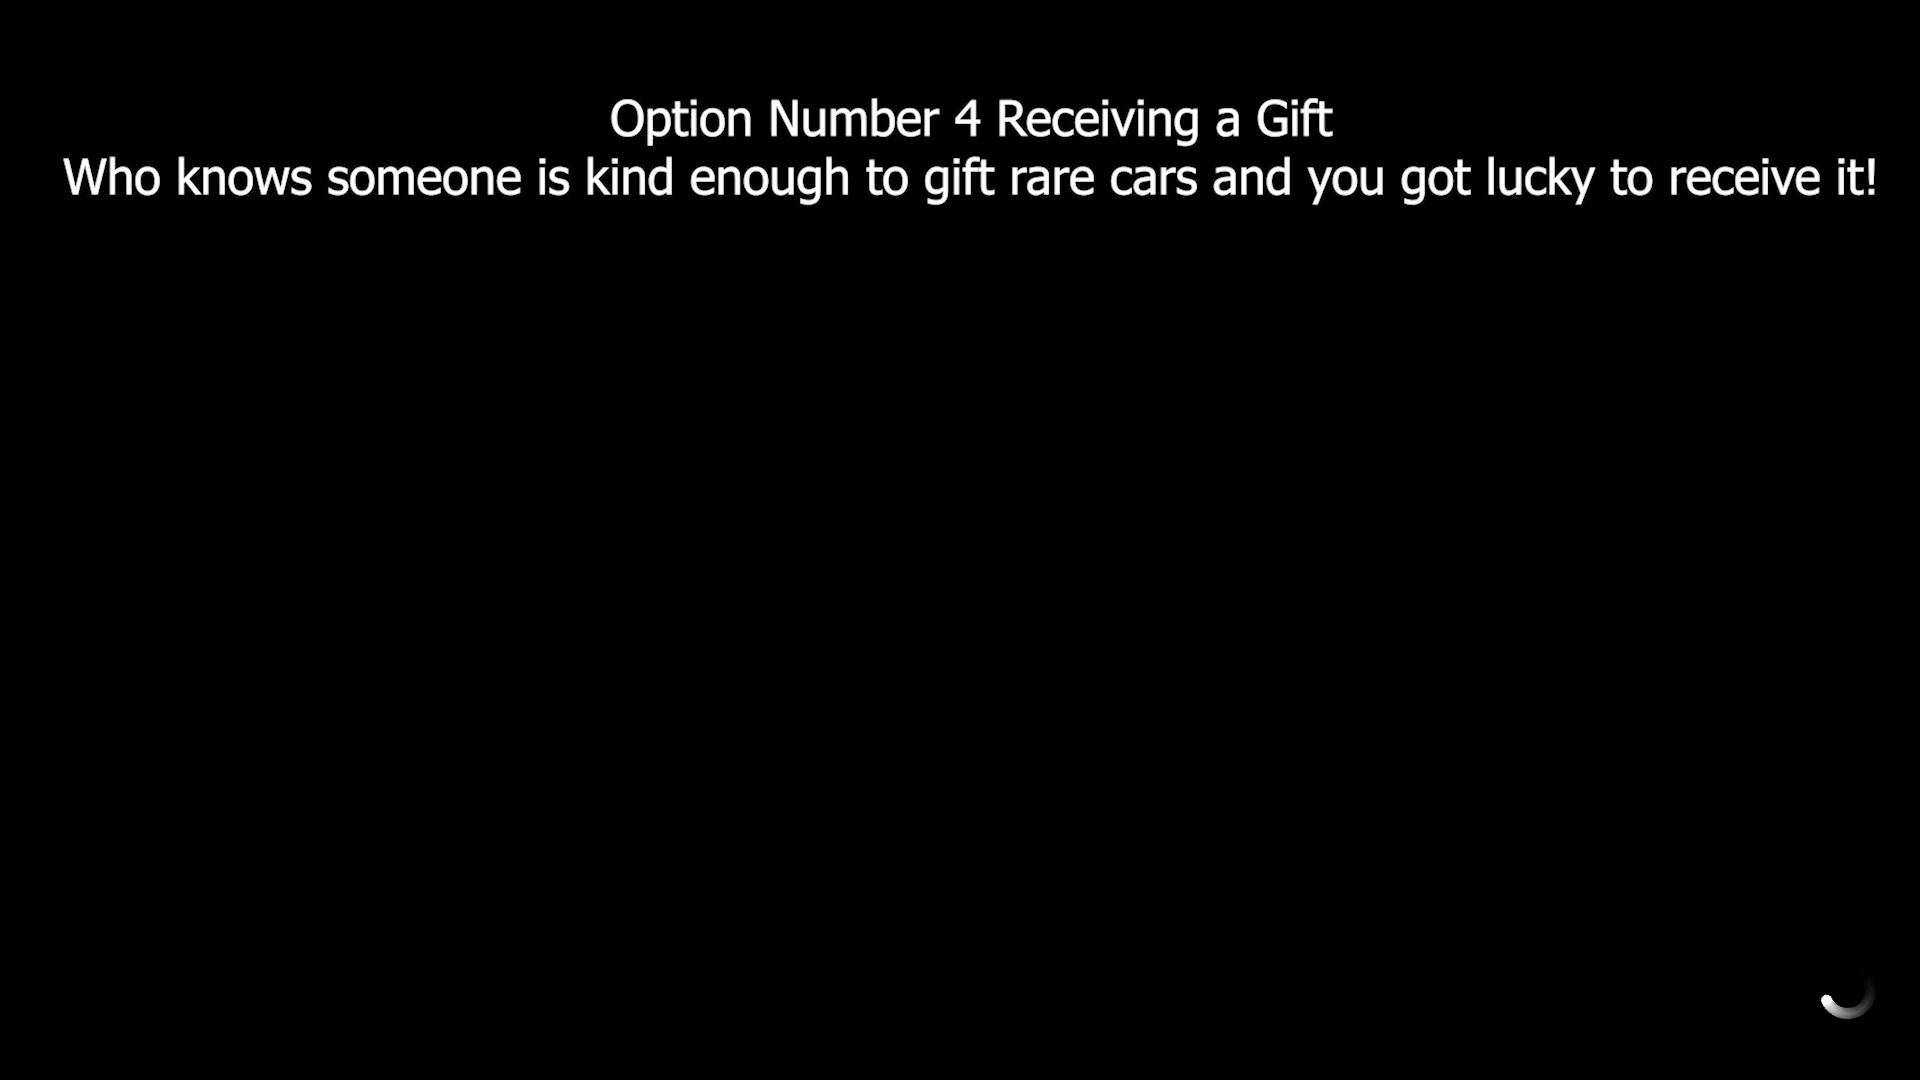 Option Number 4 Receiving a Gift
Who knows someone is kind enough to gift rare cars and you got lucky to receive it!